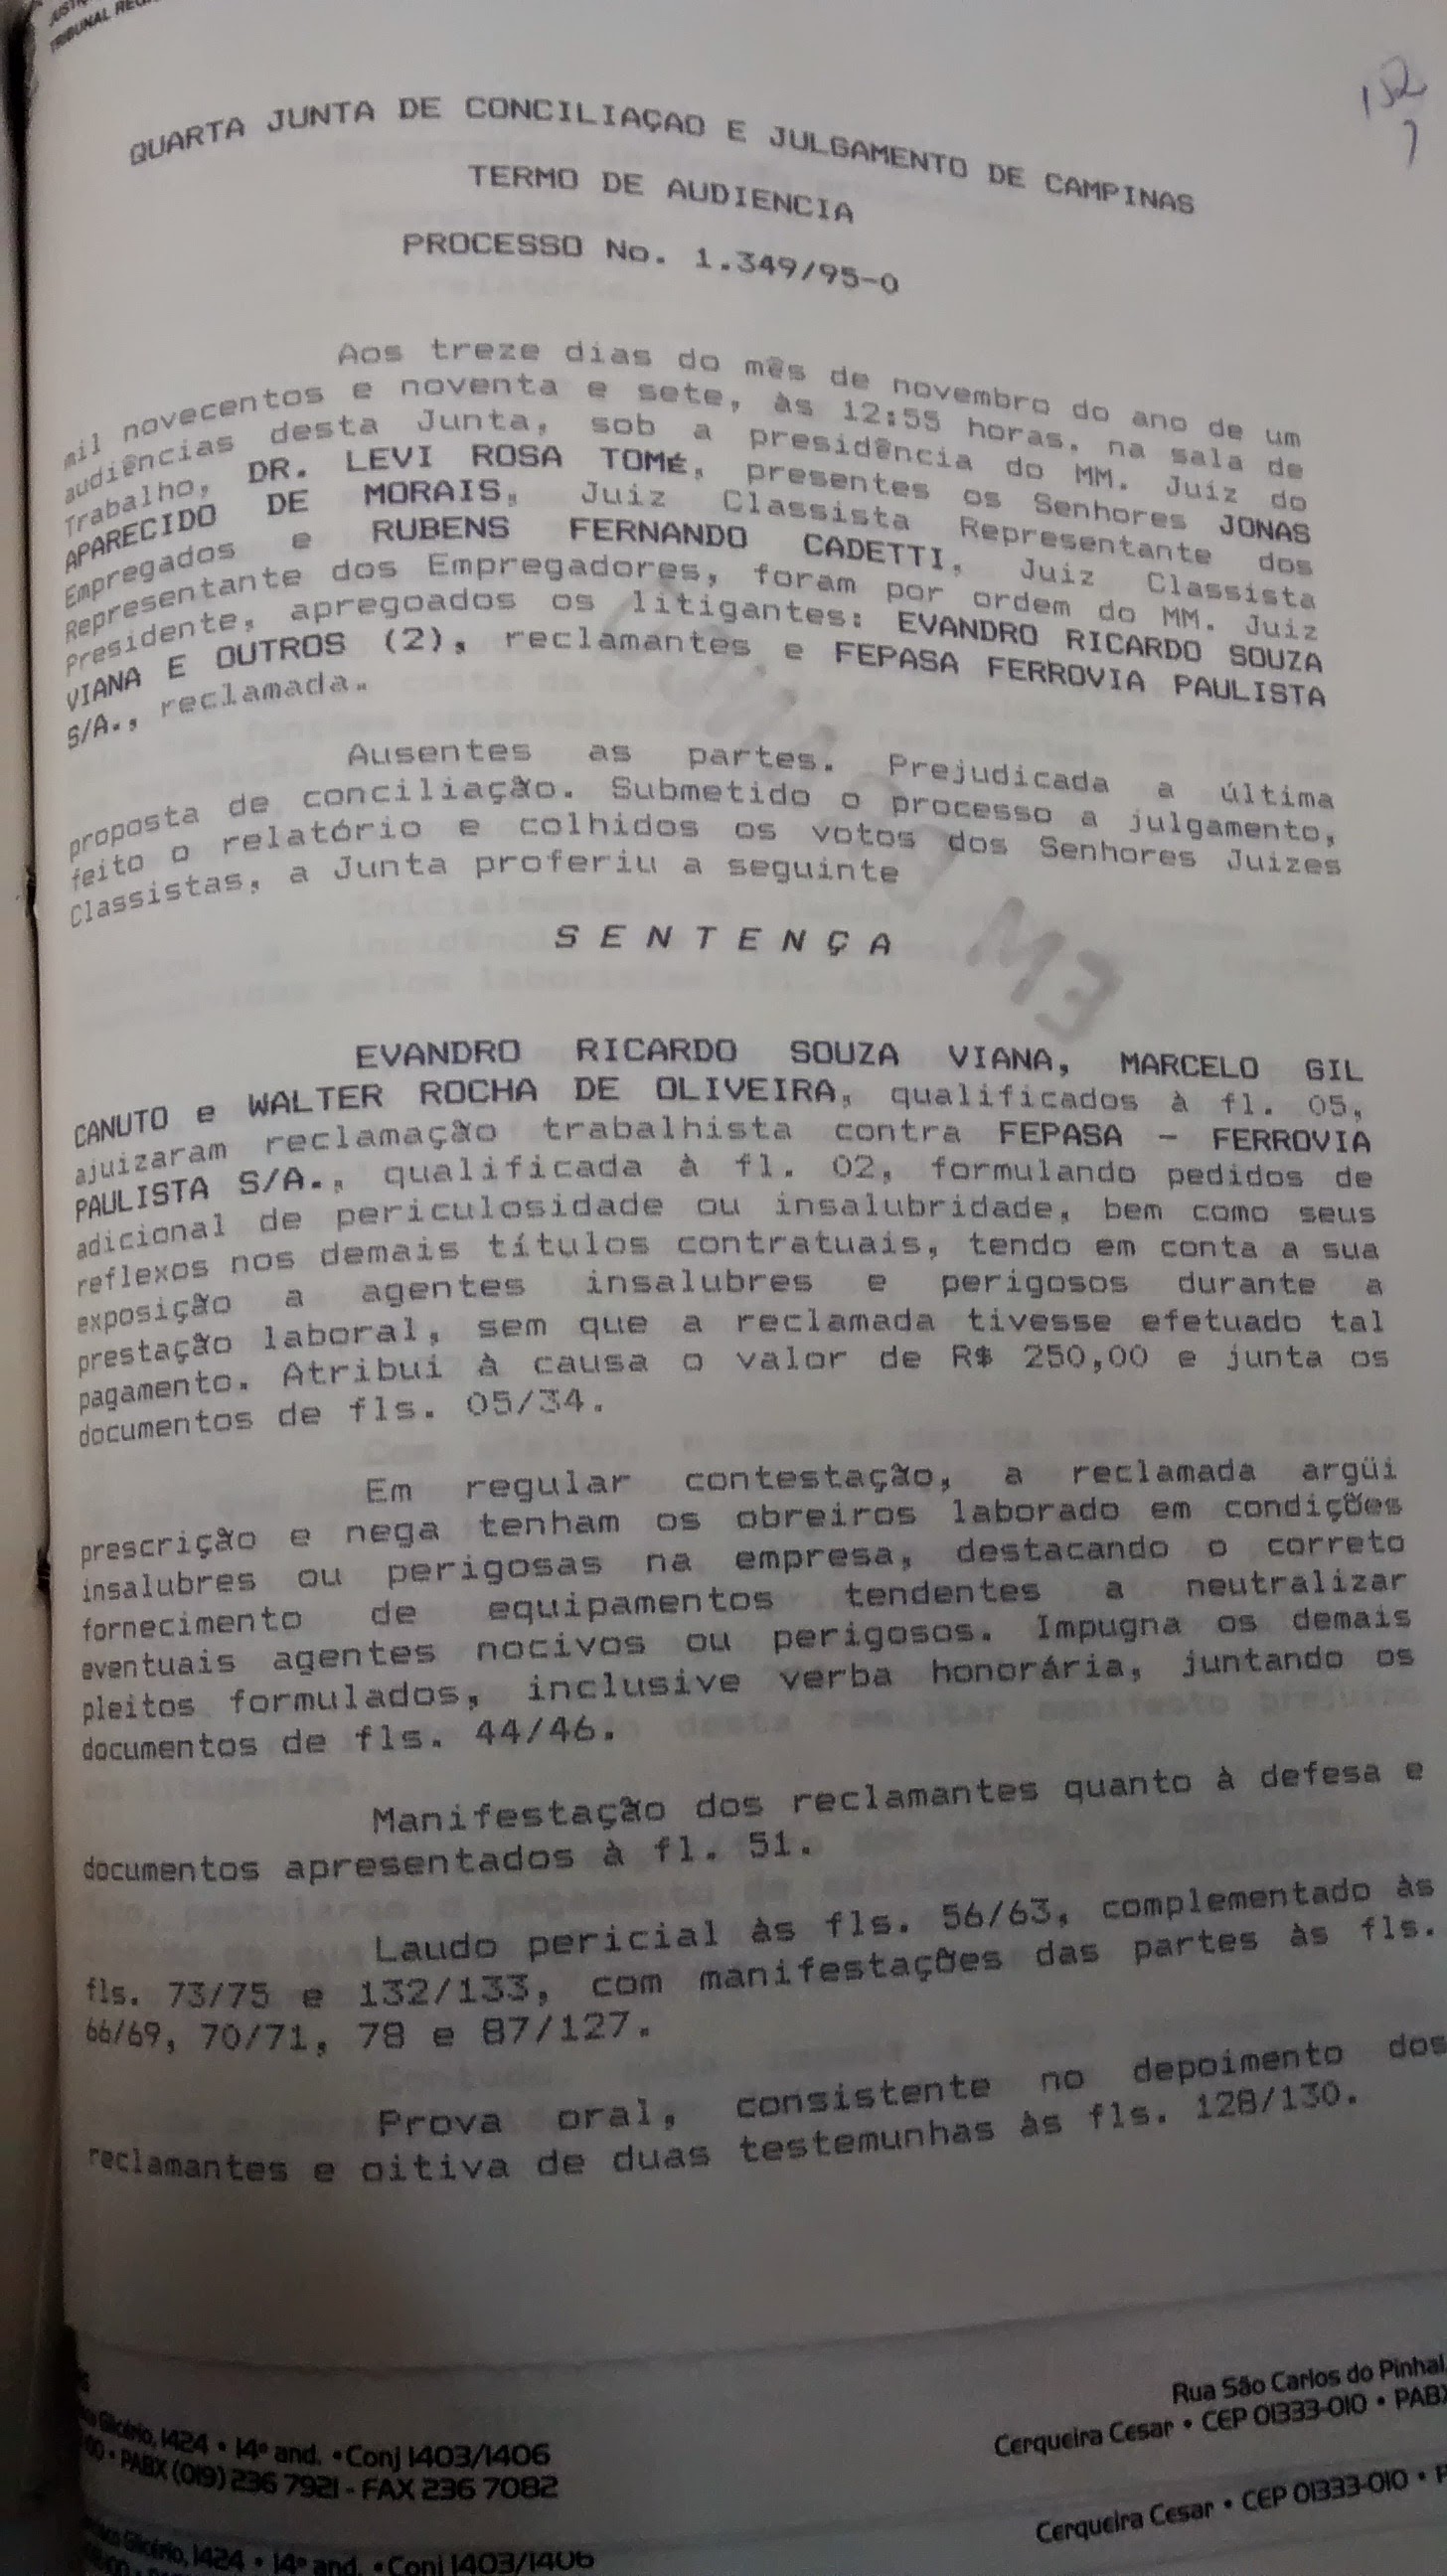 TRIBUNAL
152
QUARTA JUNTA DE CONCILIAÇAO E JULGAMENTO DE CAMPINAS
TERMO DE AUDIENCIA
PROCESSO No. 1.349/95-0
Aos treze dias do mês de novembro do ano de um
mil novecentos e noventa e sete, às 12:55 horas, na sala de
audiências desta Junta, sob a presidência do MM. Juiz do
Trabalho, DR. LEVI ROSA TOMÉ, presentes os Senhores JONAS
APARECIDO DE MORAIS, Juiz Classista Representante dos
Empregados e RUBENS FERNANDO CADETTI, Juiz Classista
Representante dos Empregadores, foram por ordem do MM. Juiz
Presidente, apregoados os litigantes: EVANDRO RICARDO SOUZA
VIANA E OUTROS (2), reclamantes e FEPASA FERROVIA PAULISTA
S/A., reclamada.
Ausentes as partes. Prejudicada a última
proposta de conciliação. Submetido o processo a julgamento,
feito o relatório e colhidos os votos dos Senhores Juizes
Classistas, a Junta proferiu a seguinte
S E N T E N Ç A
EVANDRO RICARDO SOUZA VIANA, MARCELO GIL
CANUTO e WALTER ROCHA DE OLIVEIRA, qualificados à fl. 05,
ajuizaram reclamação trabalhista contra FEPASA - FERROVIA
PAULISTA S/A., qualificada à fl. 02, formulando pedidos de
adicional de periculosidade ou insalubridade, bem como seus
reflexos nos demais títulos contratuais, tendo em conta a sua
exposição a agentes insalubres e perigosos durante a
prestação laboral, sem que a reclamada tivesse efetuado tal
pagamento. Atribui à causa o valor de R$ 250,00 e junta os
documentos de fls. 05/34.
Em regular contestação, a reclamada argüi
prescrição e nega tenham os obreiros laborado em condições
insalubres ou perigosas na empresa, destacando o correto
fornecimento de equipamentos tendentes a neutralizar
eventuais agentes nocivos ou perigosos. Impugna os demais
pleitos formulados, inclusive verba honorária, juntando os
documentos de fls. 44/46.
Manifestação dos reclamantes quanto à defesa e
documentos apresentados à fl. 51.
Laudo pericial às fls. 56/63, complementado às
fls. 73/75 e 132/133, com manifestações das partes às fls.
66/69, 70/71, 78 e 87/127.
Prova oral, consistente no depoimento dos
reclamantes e oitiva de duas testemunhas às fls. 128/130.
Glicério, 1424 • 14º and. • Conj 1403/1406
PABX (019) 236 7921 - FAX 236 7082
Rua São Carlos do Pinhal,
Cerqueira Cesar • CEP 01333-010 • PABX
Glicério, 1424 • 14º and. • Conj 1403/1406
Cerqueira Cesar • CEP 01333-010 •